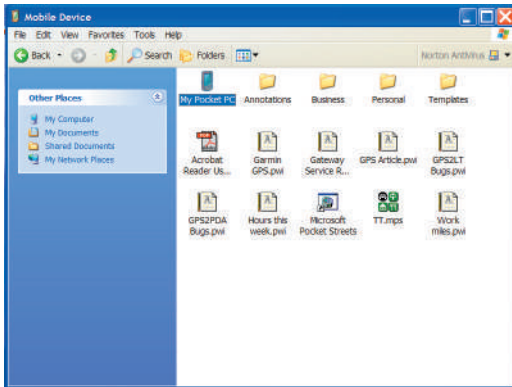 Mobile Device
File Edit View Favorites Tools Help
Back Search Folders Norton AntiVirus
Other Places
My Computer
My Documents
Shared Documents
My Network Places
My Pocket PC Annotations Business Personal Templates
Acrobat Garmin Gateway GPS Article.pwi GPS2LT
Reader Us... GPS.pwi Service R... Bugs.pwi
GPS2PDA Hours this Microsoft TT.mps Work
Bugs.pwi week.pwi Pocket Streets miles.pwi